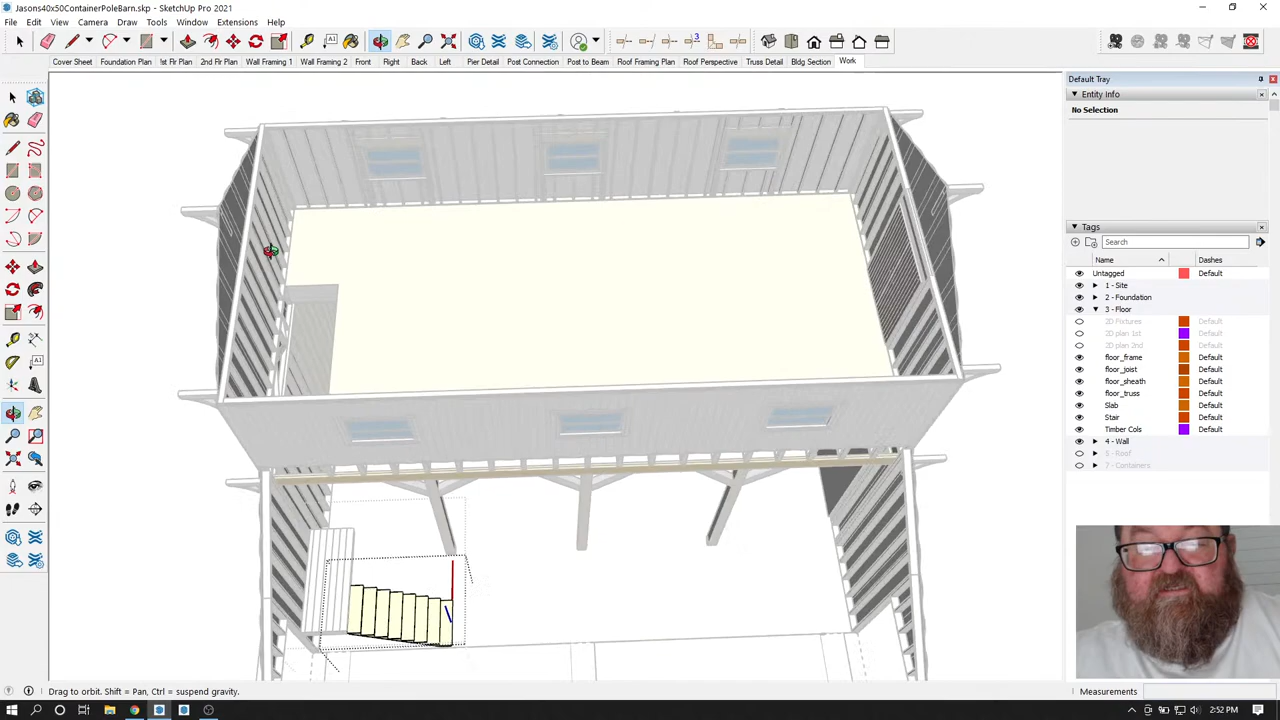 Jasons40x50ContainerPoleBarn.skp - SketchUp Pro 2021
File Edit View Camera Draw Tools Window Extensions Help
Cover Sheet Foundation Plan !st Flr Plan 2nd Flr Plan Wall Framing 1 Wall Framing 2 Front Right Back Left Pier Detail Post Connection Post to Beam Roof Framing Plan Roof Perspective Truss Detail Bldg Section Work
Default Tray
Entity Info
No Selection
Tags
Search
Name Dashes
Untagged Default
1 - Site
2 - Foundation
3 - Floor
2D Fixtures Default
2D plan 1st Default
2D plan 2nd Default
floor_frame Default
floor_joist Default
floor_sheath Default
floor_truss Default
Slab Default
Stair Default
Timber Cols Default
4 - Wall
5 - Roof
7 - Containers
Drag to orbit. Shift = Pan, Ctrl = suspend gravity.
Measurements
2:52 PM